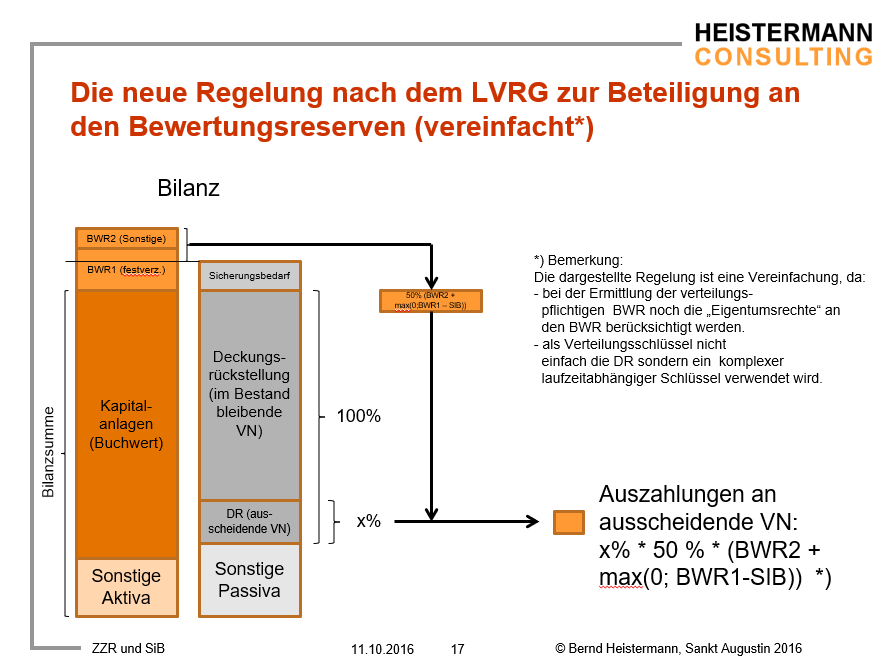 HEISTERMANN
CONSULTING
Die neue Regelung nach dem LVRG zur Beteiligung an
den Bewertungsreserven (vereinfacht*)
Bilanz
BWR2 (Sonstige)
BWR1 (festverz.)
Kapital-
anlagen
(Buchwert)
Sonstige
Aktiva
Bilanzsumme
Sicherungsbedarf
Deckungs-
rückstellung
(im Bestand
bleibende
VN)
DR (aus-
scheidende VN)
Sonstige
Passiva
100%
x%
50% (BWR2 +
max(0;BWR1 – SIB))
*) Bemerkung:
Die dargestellte Regelung ist eine Vereinfachung, da:
- bei der Ermittlung der verteilungs-
pflichtigen BWR noch die „Eigentumsrechte“ an
den BWR berücksichtigt werden.
- als Verteilungsschlüssel nicht
einfach die DR sondern ein komplexer
laufzeitabhängiger Schlüssel verwendet wird.
Auszahlungen an
ausscheidende VN:
x% * 50 % * (BWR2 +
max(0; BWR1-SIB)) *)
ZZR und SiB
11.10.2016
17
© Bernd Heistermann, Sankt Augustin 2016